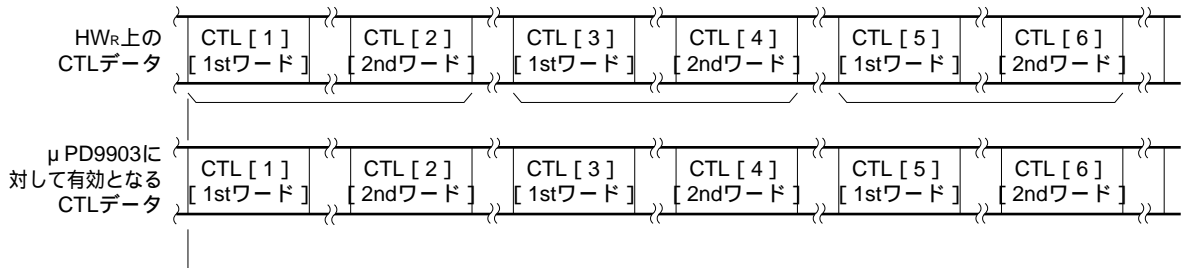 HWR上の
CTLデータ
CTL [ 1 ] CTL [ 2 ] CTL [ 3 ] CTL [ 4 ] CTL [ 5 ] CTL [ 6 ]
[ 1stワード ] [ 2ndワード ] [ 1stワード ] [ 2ndワード ] [ 1stワード ] [ 2ndワード ]
μPD9903に
対して有効となる
CTLデータ
CTL [ 1 ] CTL [ 2 ] CTL [ 3 ] CTL [ 4 ] CTL [ 5 ] CTL [ 6 ]
[ 1stワード ] [ 2ndワード ] [ 1stワード ] [ 2ndワード ] [ 1stワード ] [ 2ndワード ]